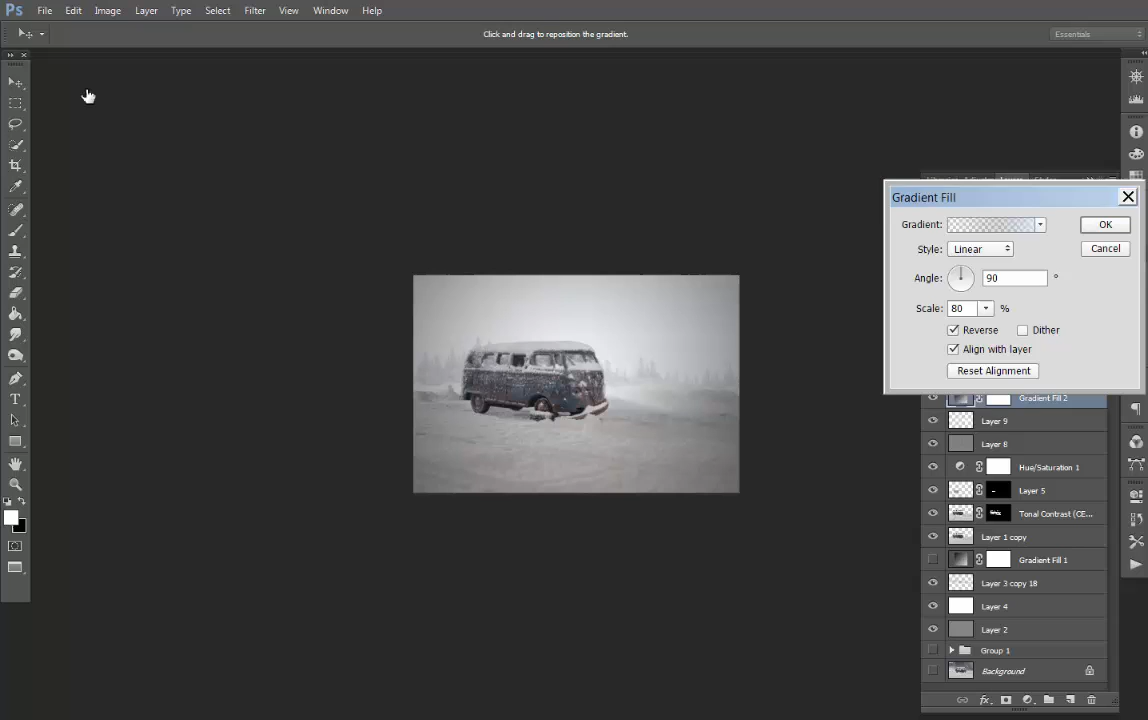 Ps File Edit Image Layer Type Select Filter View Window Help
Click and drag to reposition the gradient.
Essentials
Layers
Gradient Fill
Gradient:
OK
Style: Linear
Cancel
Angle: 90 °
Scale: 80 %
Reverse Dither
Align with layer
Reset Alignment
Gradient Fill 2
Layer 9
Layer 8
Hue/Saturation 1
Layer 5
Tonal Contrast (CE...
Layer 1 copy
Gradient Fill 1
Layer 3 copy 18
Layer 4
Layer 2
Group 1
Background
fx